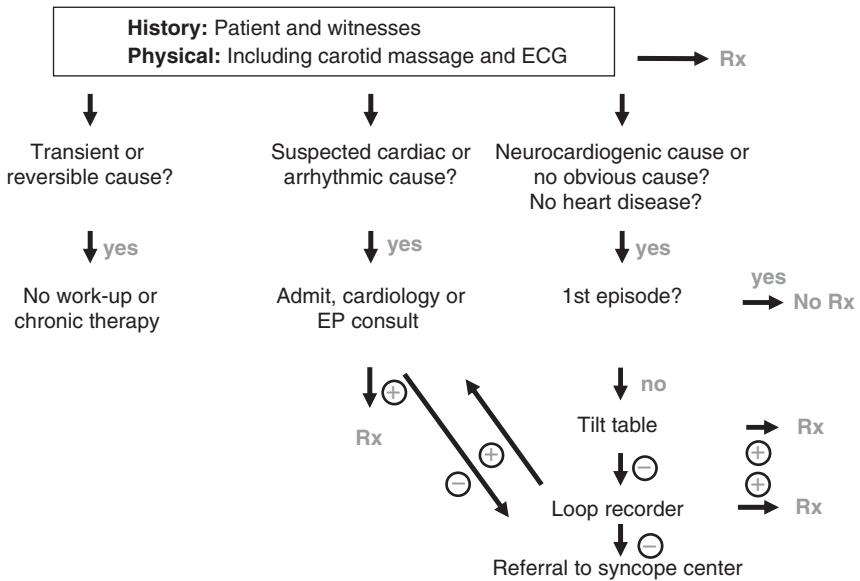 History: Patient and witnesses
Physical: Including carotid massage and ECG
Rx
Transient or
reversible cause?
Suspected cardiac or
arrhythmic cause?
Neurocardiogenic cause or
no obvious cause?
No heart disease?
yes
yes
yes
No work-up or
chronic therapy
Admit, cardiology or
EP consult
1st episode?
yes
No Rx
+
Rx
−
+
no
Tilt table
Rx
+
−
+
Loop recorder
Rx
−
Referral to syncope center